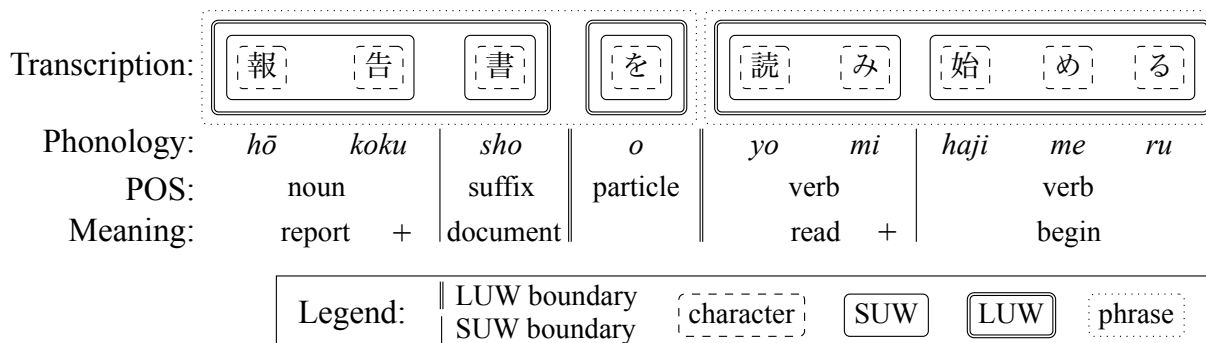 Transcription: 報 告 書 を 読 み 始 め る
Phonology: hō koku sho o yo mi haji me ru
POS: noun suffix particle verb verb
Meaning: report + document read + begin
Legend: LUW boundary character SUW LUW phrase
SUW boundary